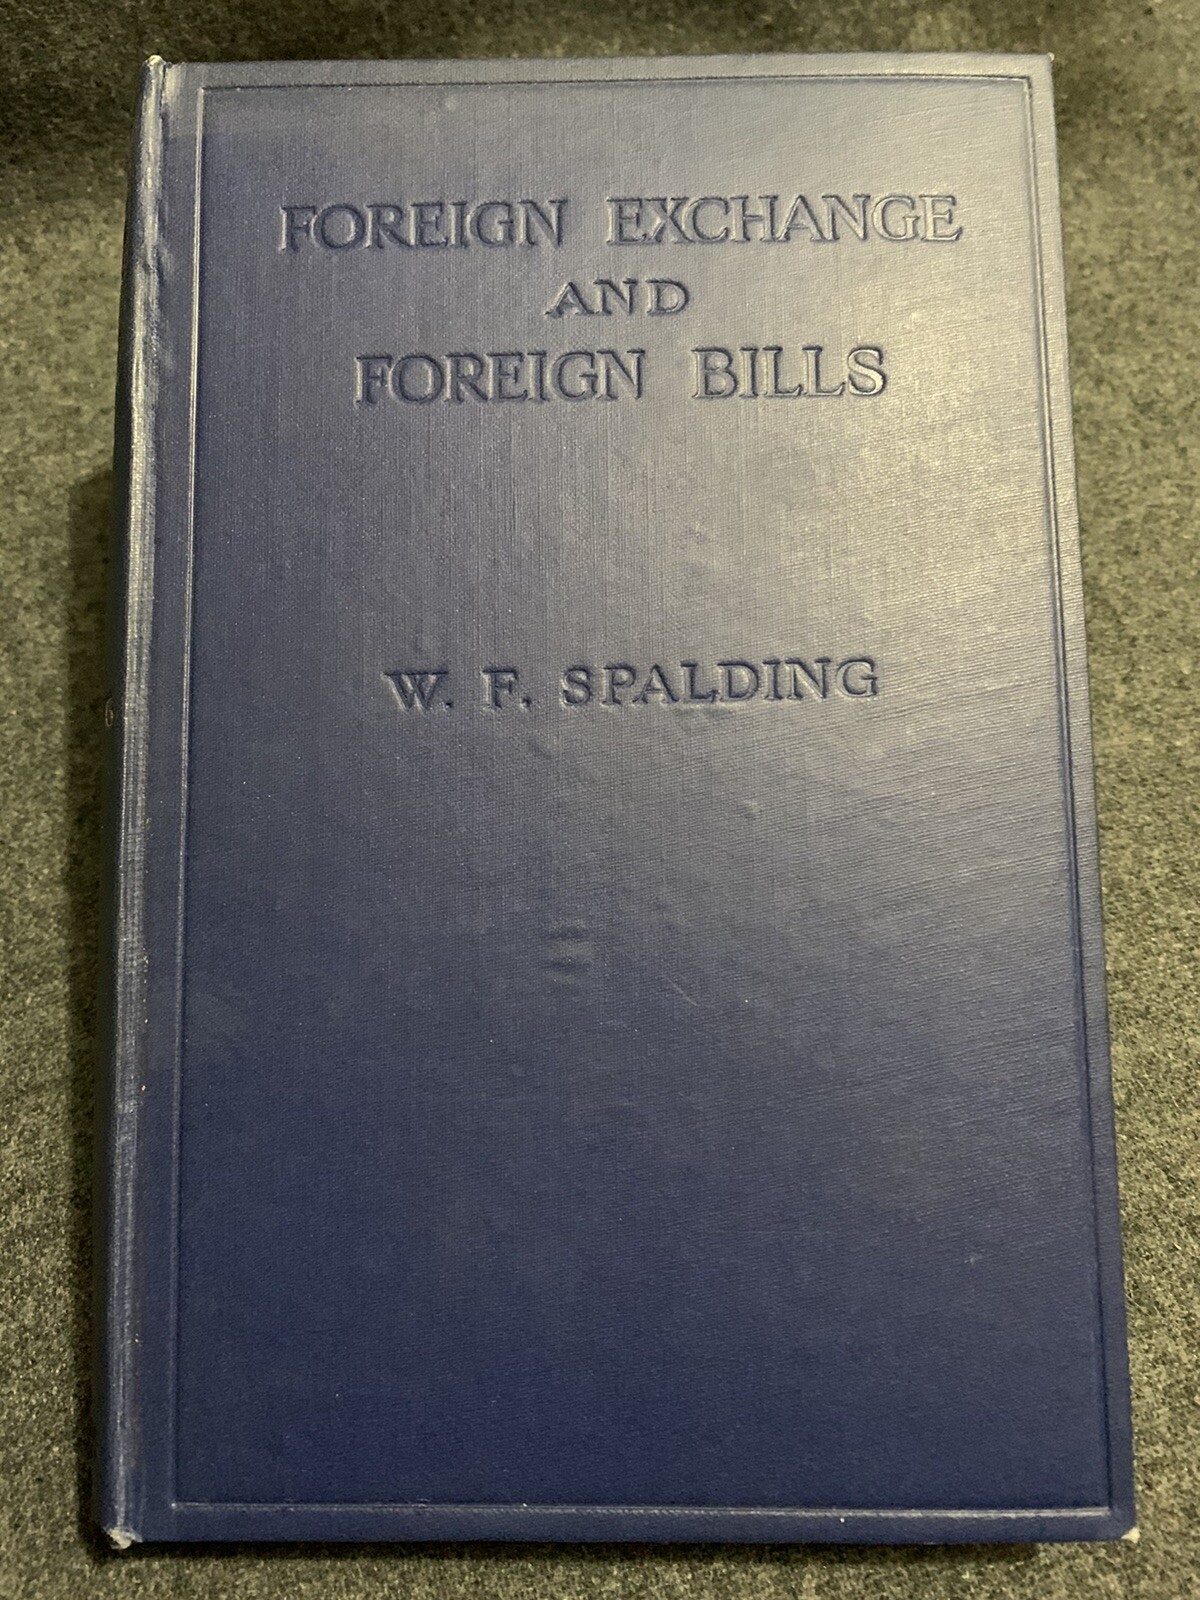 FOREIGN EXCHANGE
AND
FOREIGN BILLS
W. F. SPALDING